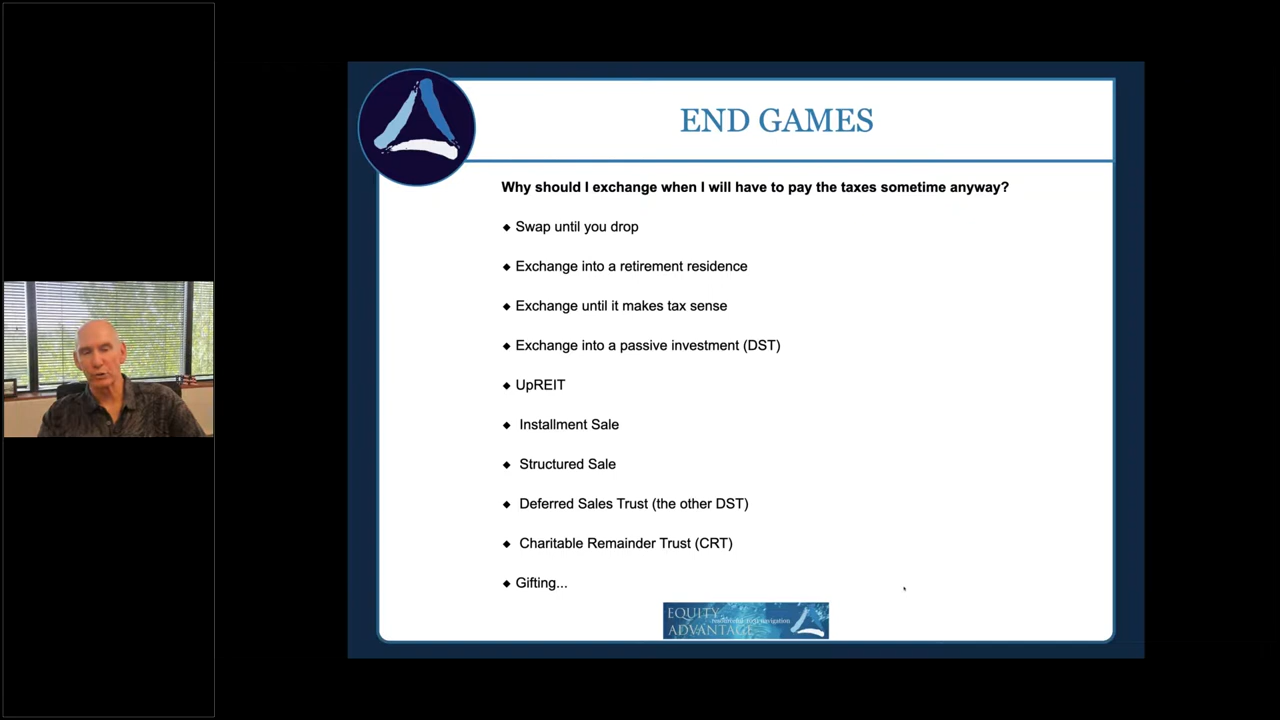 END GAMES
Why should I exchange when I will have to pay the taxes sometime anyway?
◆ Swap until you drop
◆ Exchange into a retirement residence
◆ Exchange until it makes tax sense
◆ Exchange into a passive investment (DST)
◆ UpREIT
◆ Installment Sale
◆ Structured Sale
◆ Deferred Sales Trust (the other DST)
◆ Charitable Remainder Trust (CRT)
◆ Gifting...
EQUITY
ADVANTAGE
navigation